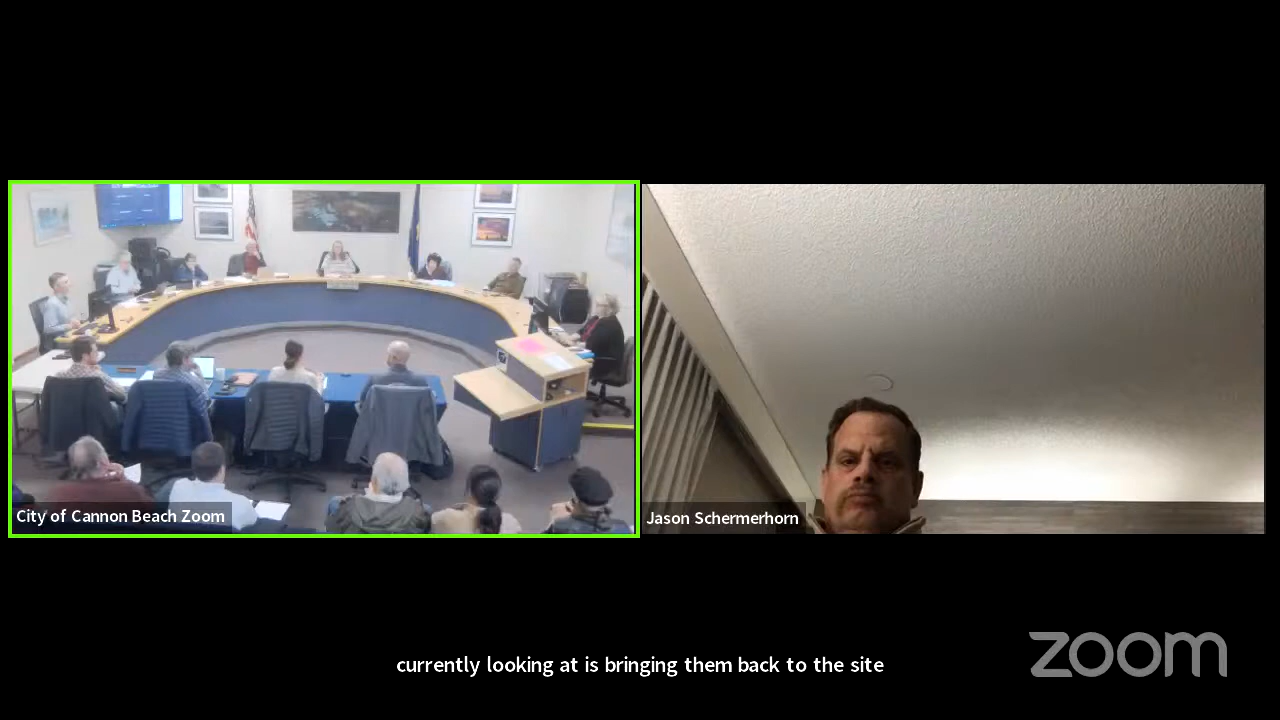 City of Cannon Beach Zoom
Jason Schermerhorn
currently looking at is bringing them back to the site
zoom